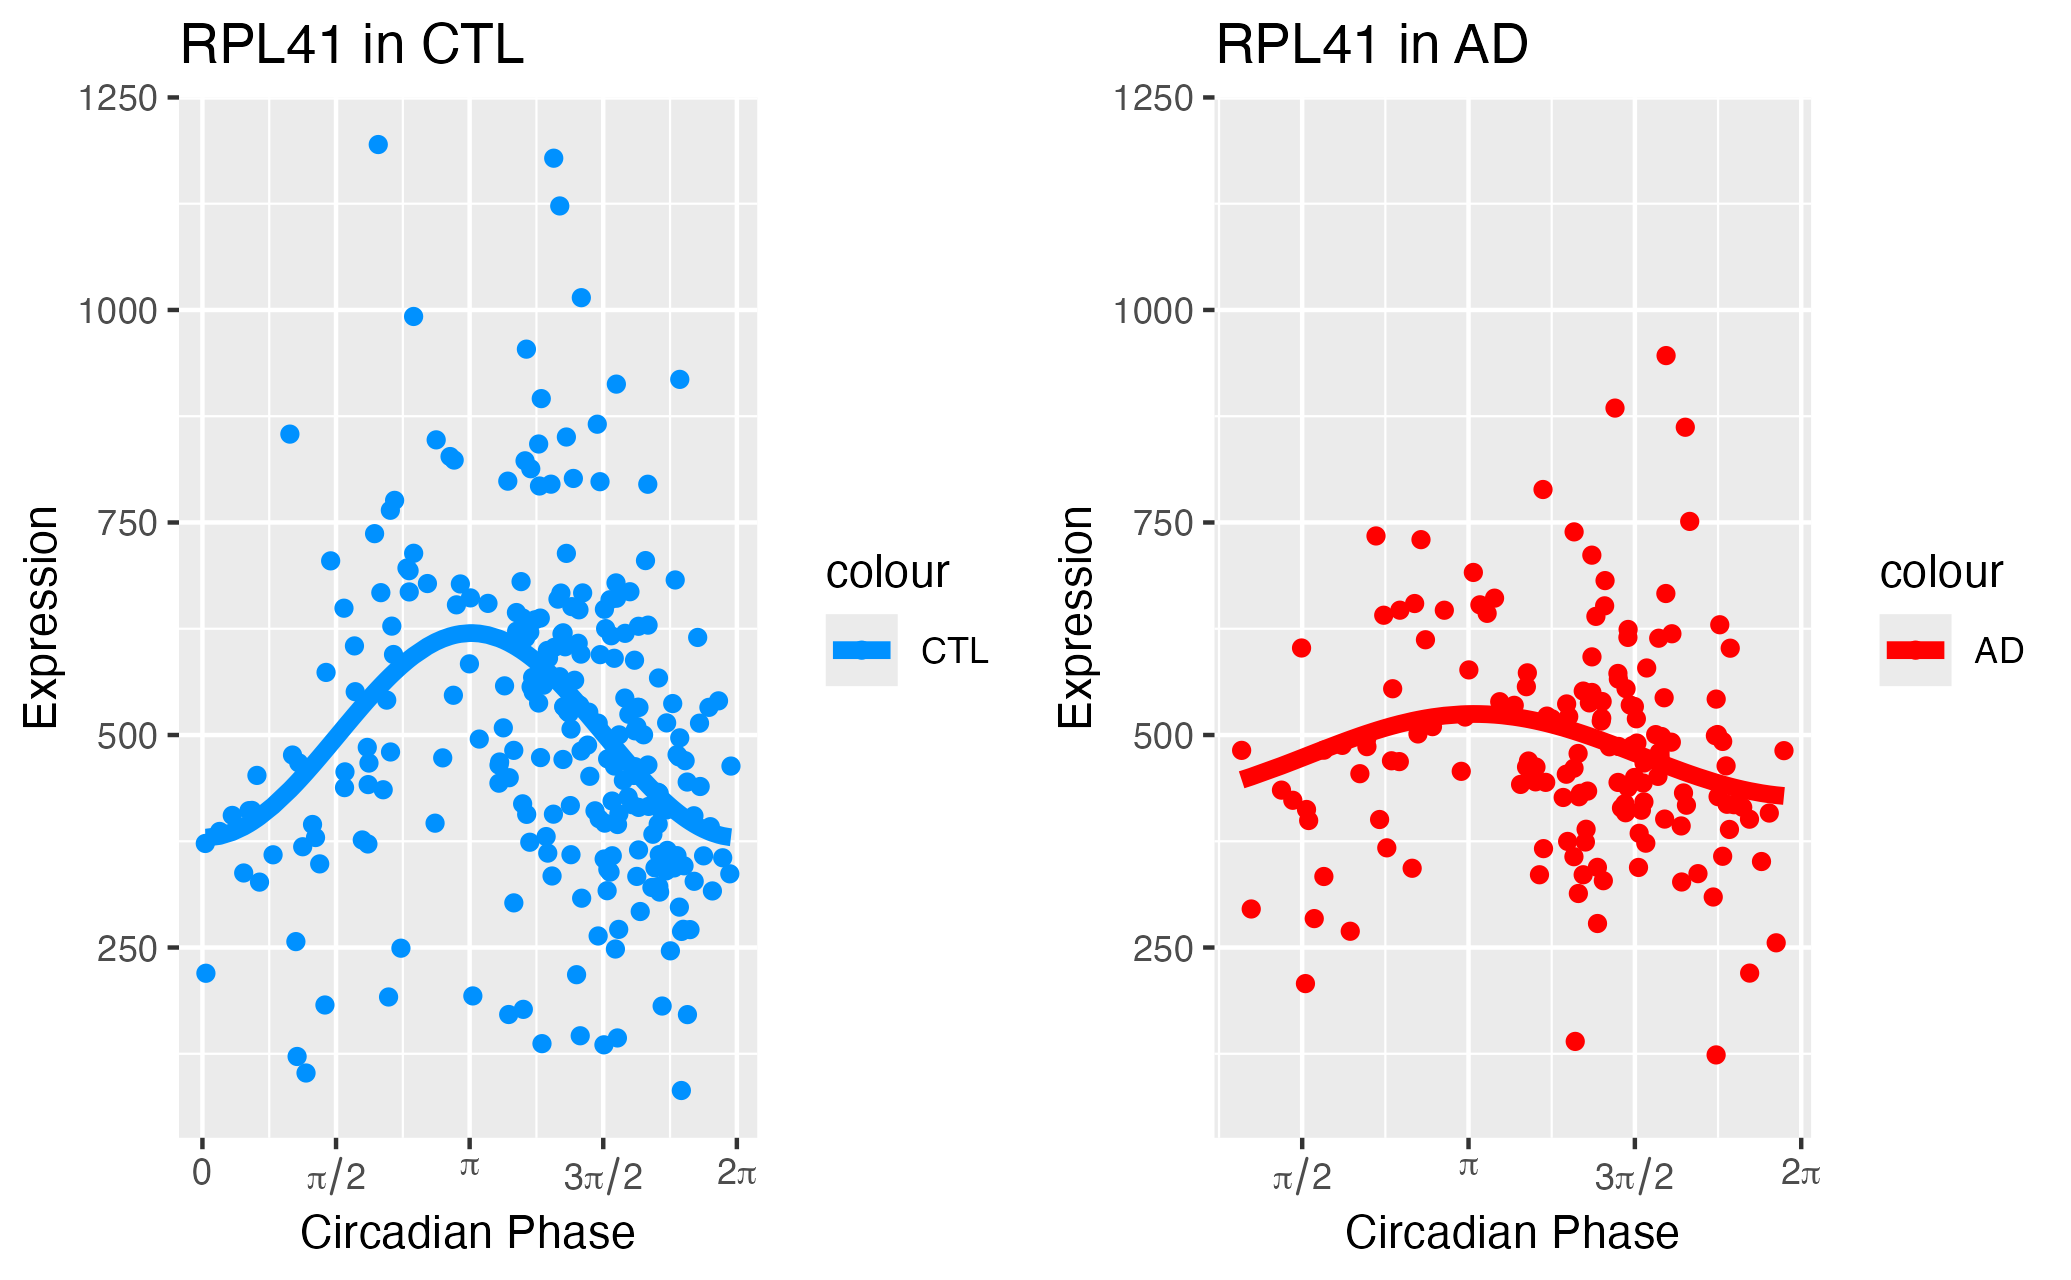 RPL41 in CTL
1250
1000
750
500
250
Expression
0
π/2
π
3π/2
2π
Circadian Phase
colour
CTL
RPL41 in AD
1250
1000
750
500
250
Expression
π/2
π
3π/2
2π
Circadian Phase
colour
AD